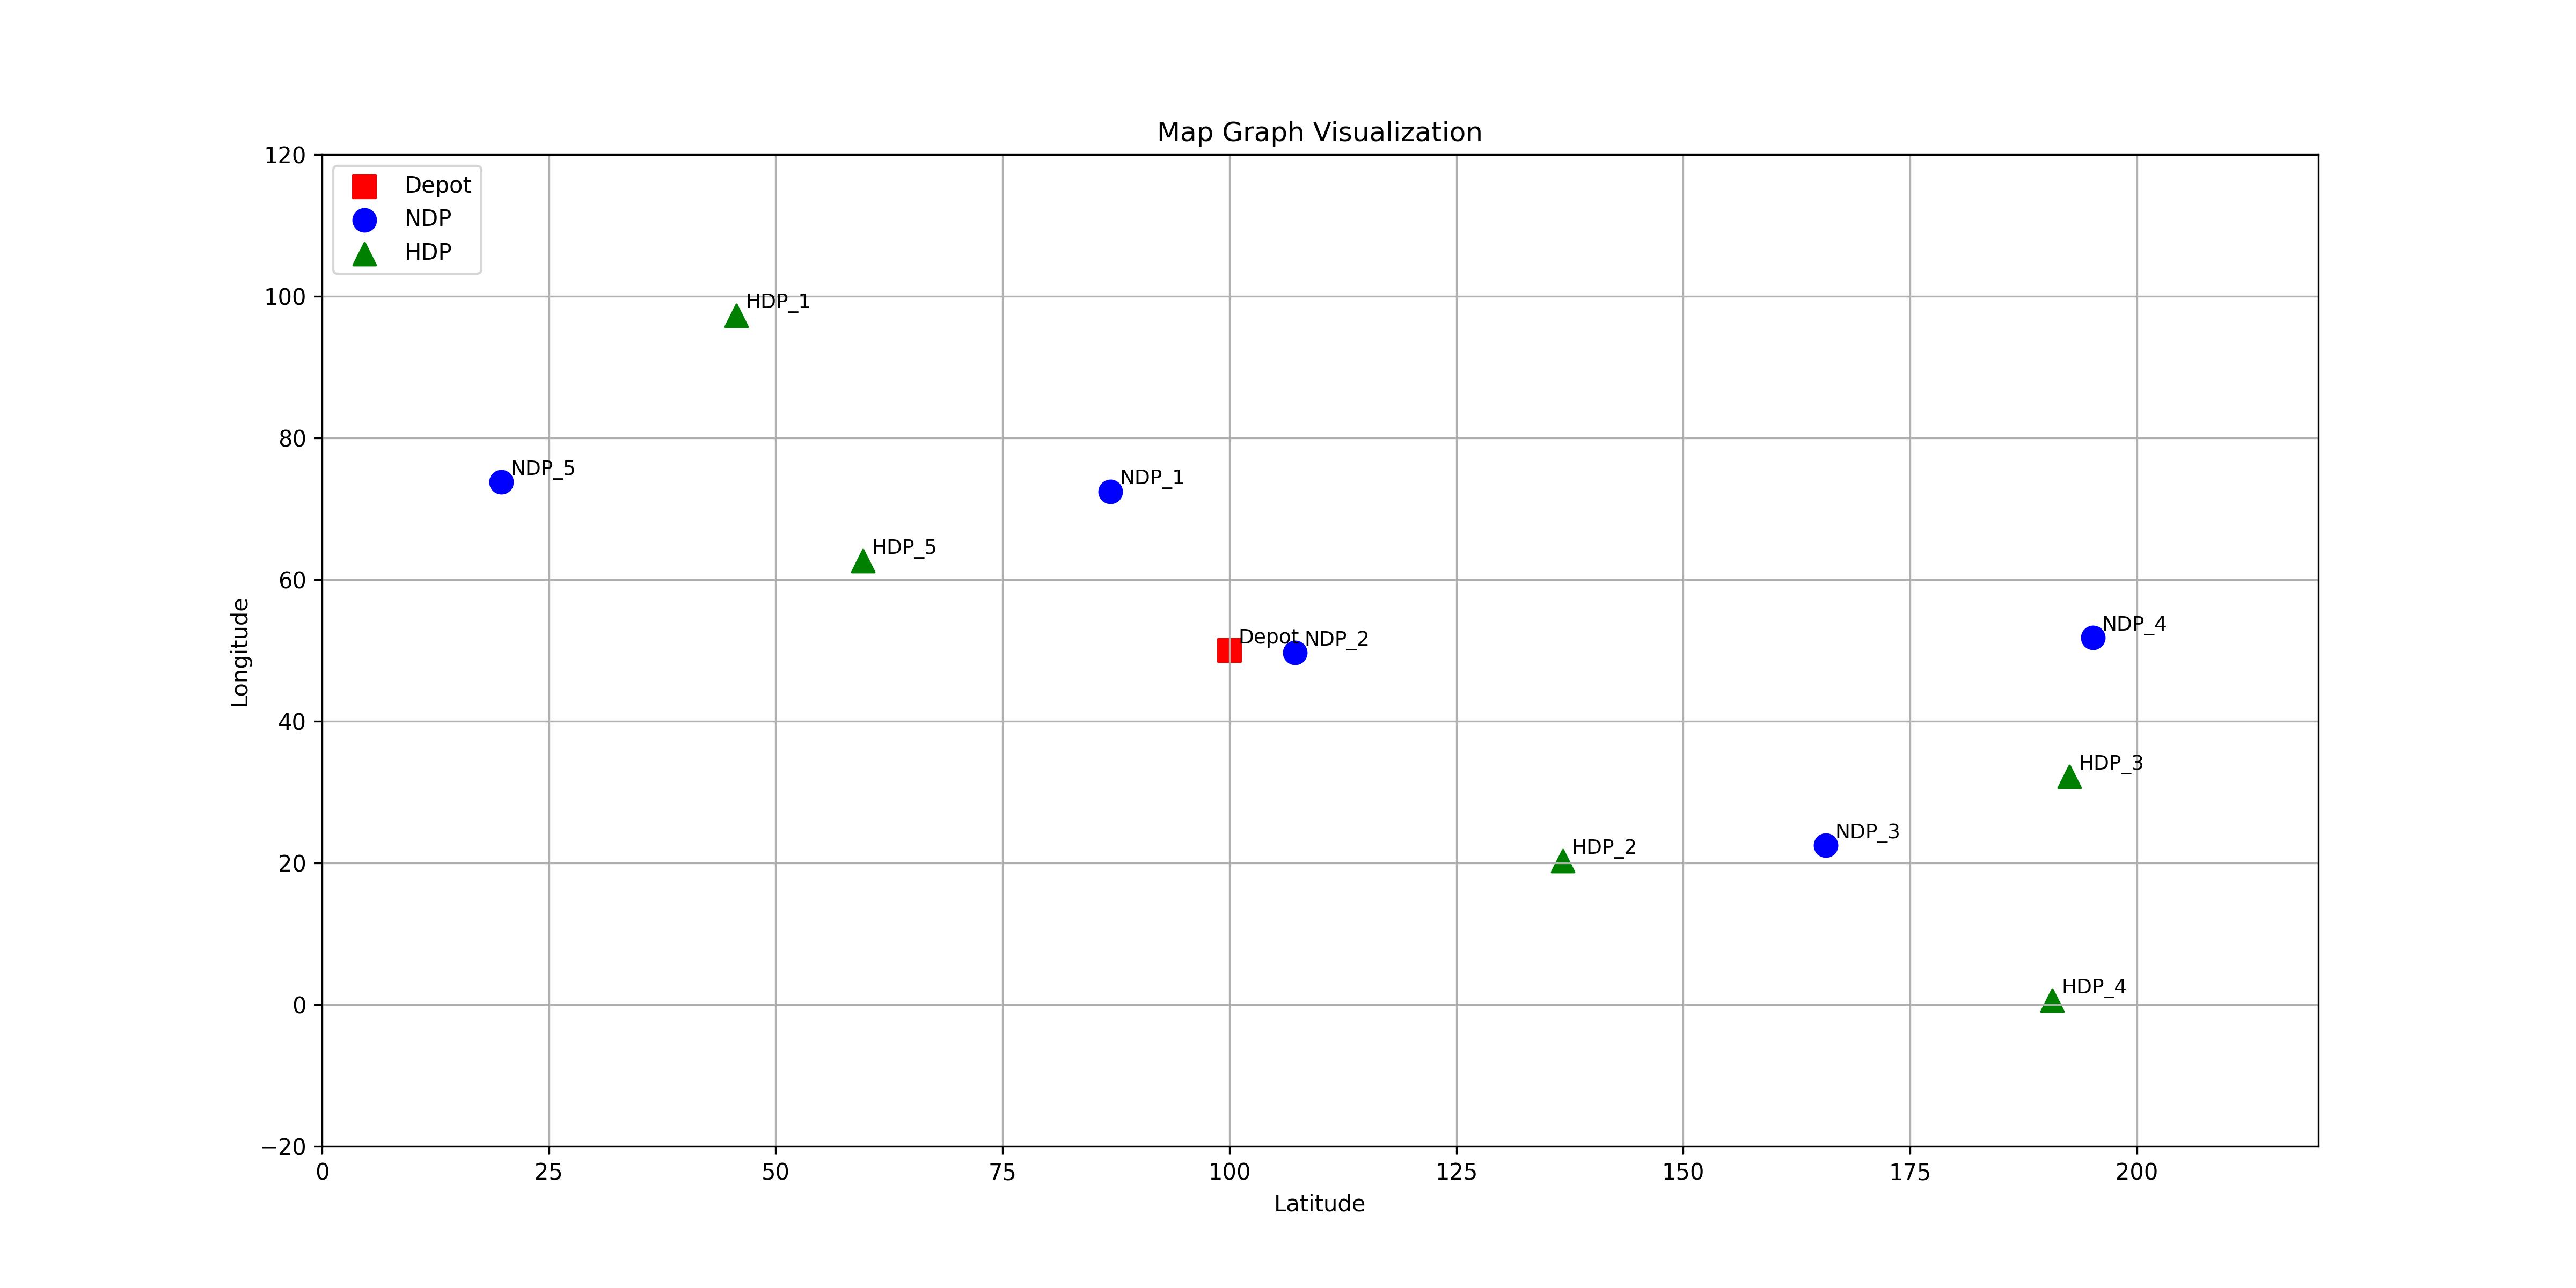 Map Graph Visualization
120
100
80
60
40
20
0
−20
Longitude
Depot
NDP
HDP
HDP_1
NDP_5
NDP_1
HDP_5
Depot
NDP_2
NDP_4
HDP_3
NDP_3
HDP_2
HDP_4
0 25 50 75 100 125 150 175 200
Latitude